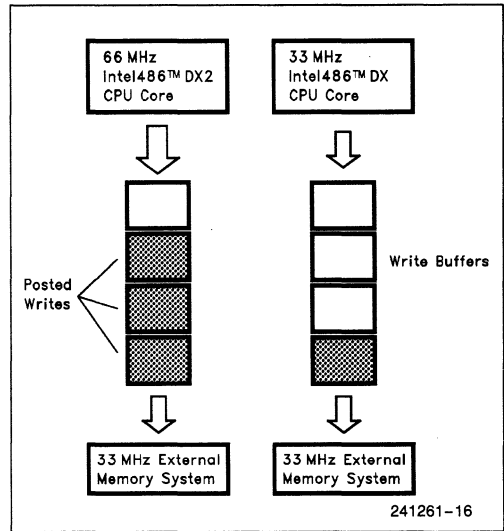 66 MHz
Intel486™ DX2
CPU Core
33 MHz
Intel486™ DX
CPU Core
Posted
Writes
Write Buffers
33 MHz External
Memory System
33 MHz External
Memory System
241261-16